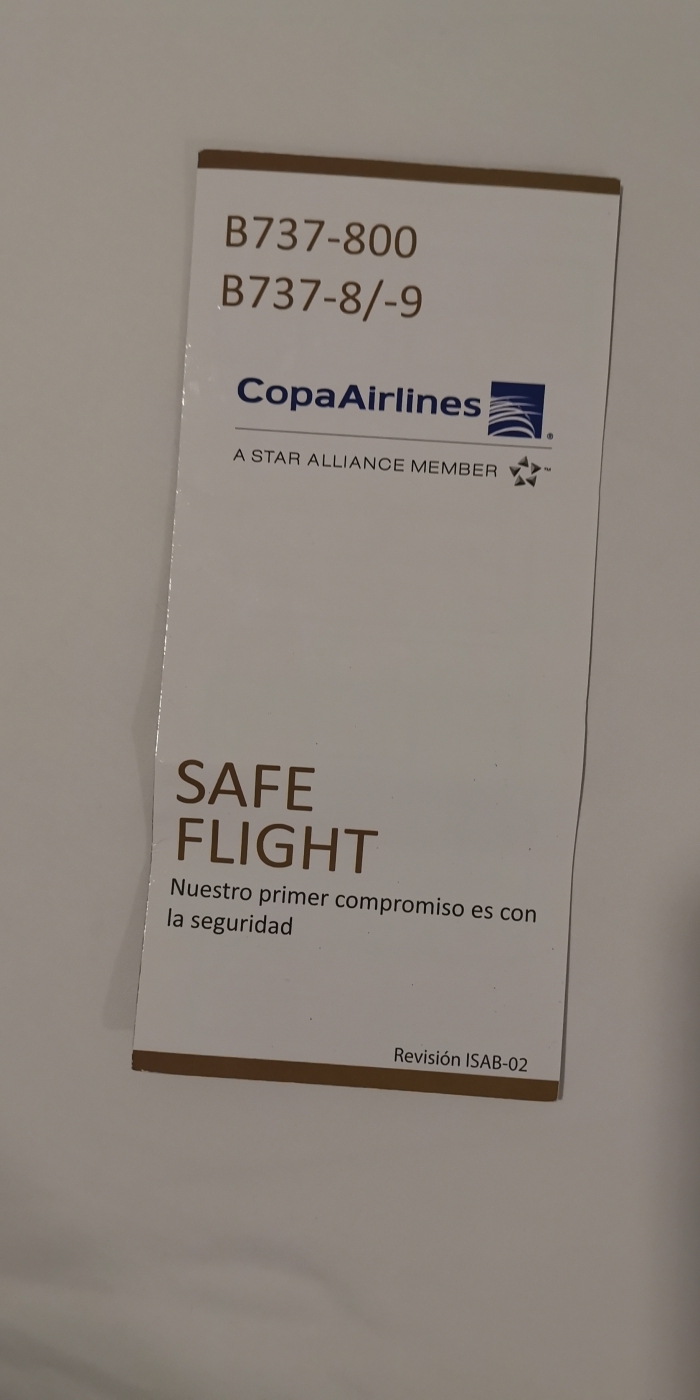 B737-800
B737-8/-9
CopaAirlines ®
A STAR ALLIANCE MEMBER ™
SAFE
FLIGHT
Nuestro primer compromiso es con
la seguridad
Revisión ISAB-02